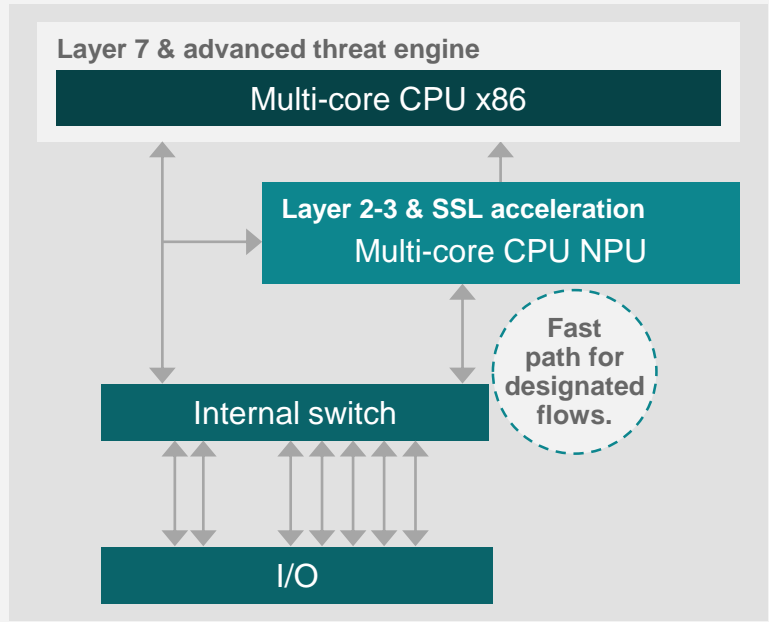 Layer 7 & advanced threat engine
Multi-core CPU x86
Layer 2-3 & SSL acceleration
Multi-core CPU NPU
Fast
path for
designated
flows.
Internal switch
I/O